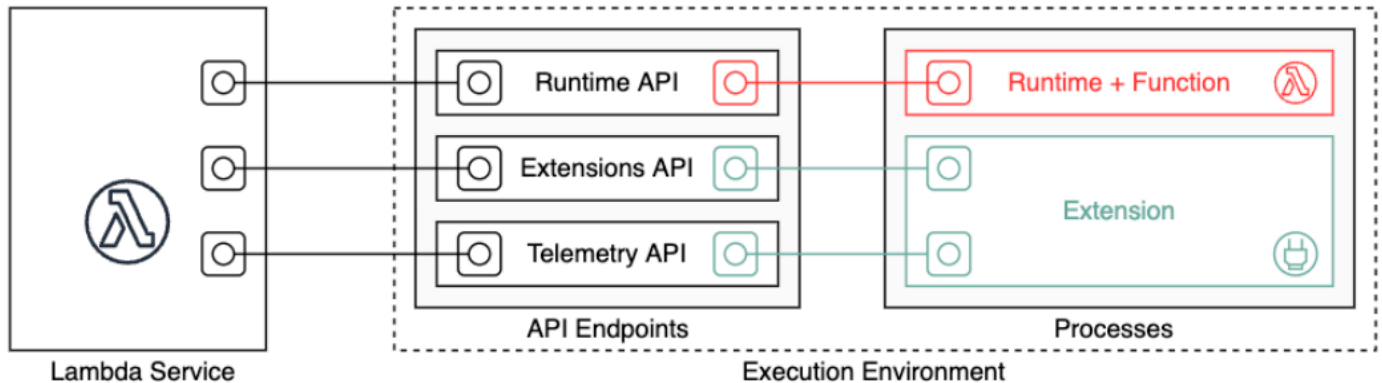 Runtime API
Runtime + Function
Extensions API
Extension
Telemetry API
API Endpoints
Processes
Lambda Service
Execution Environment